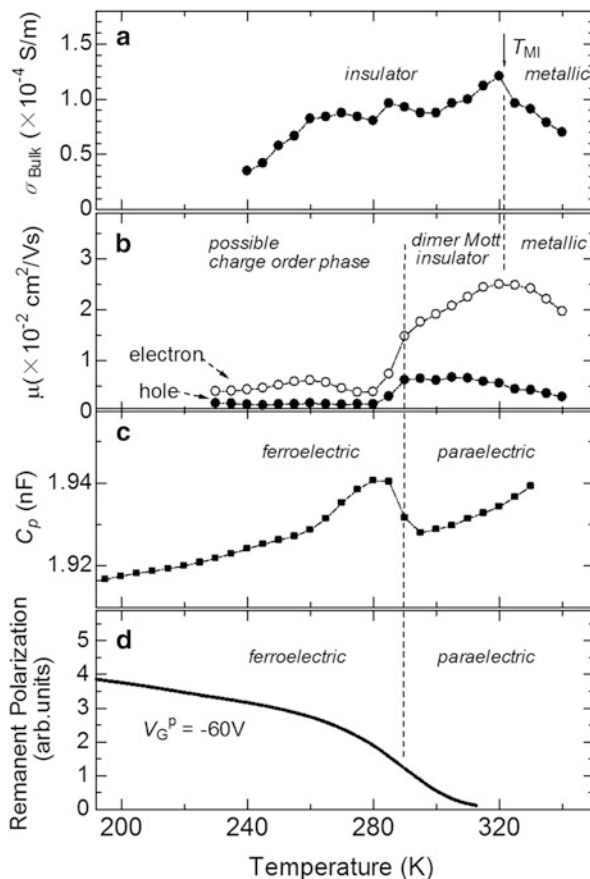 a
insulator
T_MI
metallic
σ_Bulk (×10⁻⁴ S/m)
1.5
1.0
0.5
0
b
possible
charge order phase
dimer Mott
insulator
metallic
electron
hole
μ(×10⁻² cm²/Vs)
3
2
1
0
c
ferroelectric
paraelectric
C_p (nF)
1.94
1.92
d
ferroelectric
paraelectric
V_G^p = -60V
Remanent Polarization
(arb.units)
5
4
3
2
1
0
200 240 280 320
Temperature (K)